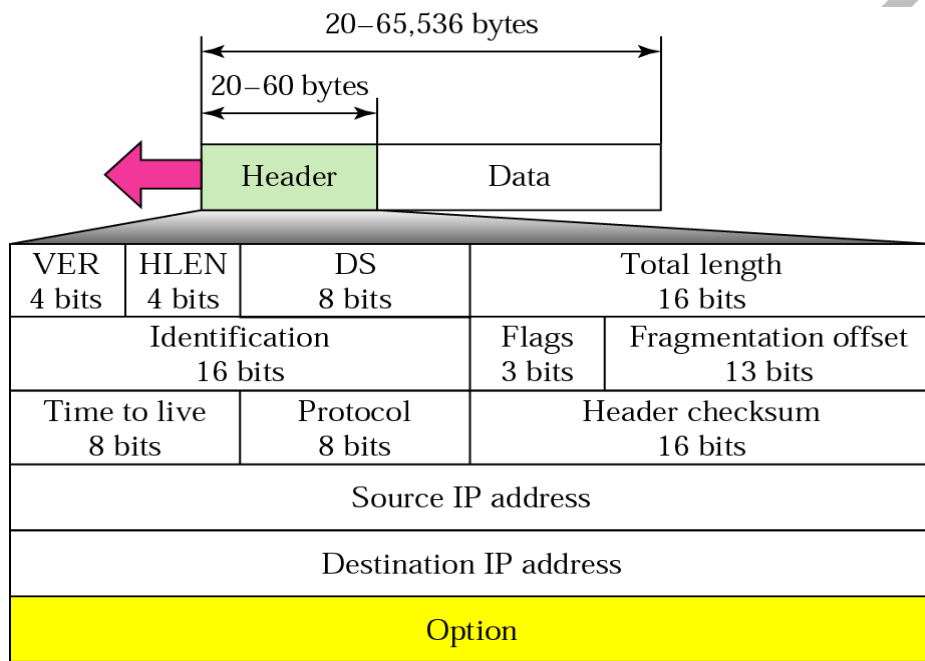 20–65,536 bytes
20–60 bytes
Header Data
VER HLEN DS Total length
4 bits 4 bits 8 bits 16 bits
Identification Flags Fragmentation offset
16 bits 3 bits 13 bits
Time to live Protocol Header checksum
8 bits 8 bits 16 bits
Source IP address
Destination IP address
Option